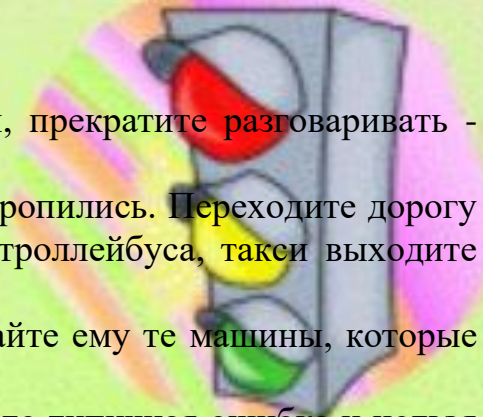 , прекратите разговаривать -
ропились. Переходите дорогу
троллейбуса, такси выходите
айте ему те машины, которые